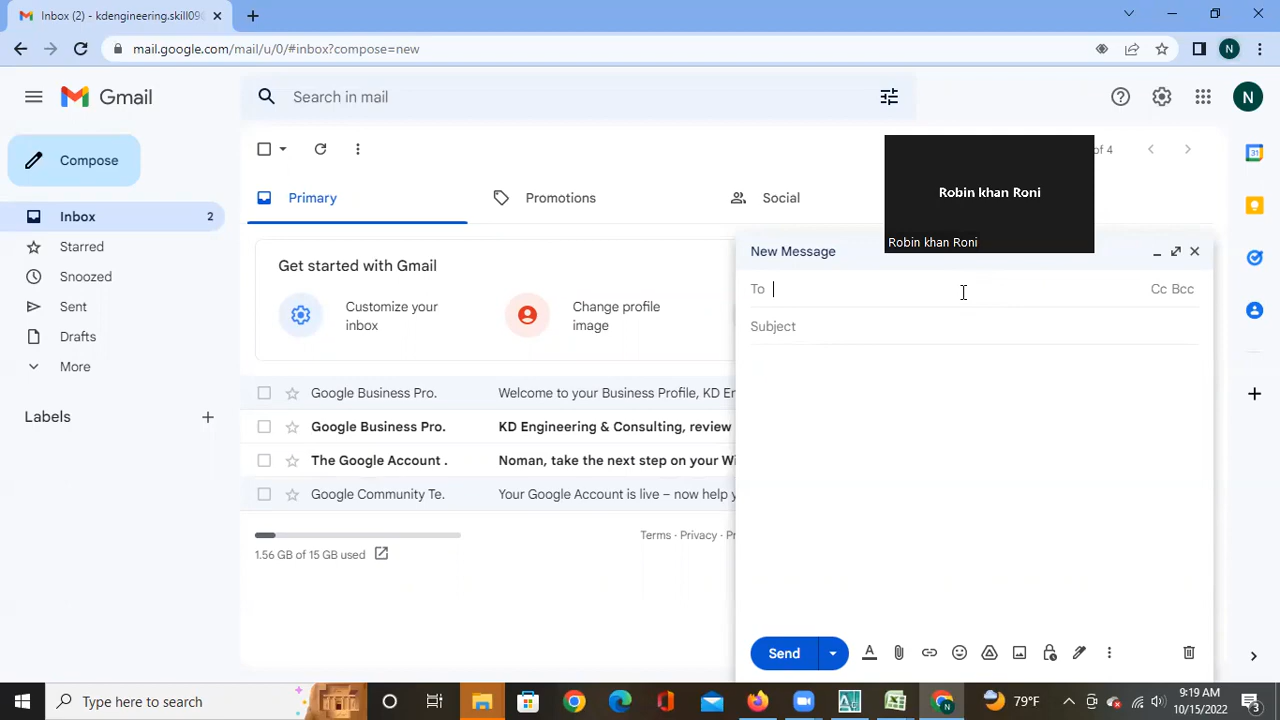 Inbox (2) - kdengineering.skill09
mail.google.com/mail/u/0/#inbox?compose=new
N
Gmail
Search in mail
N
Compose
of 4
31
Robin khan Roni
Robin khan Roni
Inbox
2
Primary
Promotions
Social
Starred
Snoozed
Sent
Drafts
More
Labels
Get started with Gmail
Customize your
inbox
Change profile
image
Google Business Pro.
Welcome to your Business Profile, KD En
Google Business Pro.
KD Engineering & Consulting, review
The Google Account .
Noman, take the next step on your Wi
Google Community Te.
Your Google Account is live – now help y
1.56 GB of 15 GB used
Terms · Privacy ·
New Message
To
Cc Bcc
Subject
Send
Type here to search
79°F
9:19 AM
10/15/2022
3